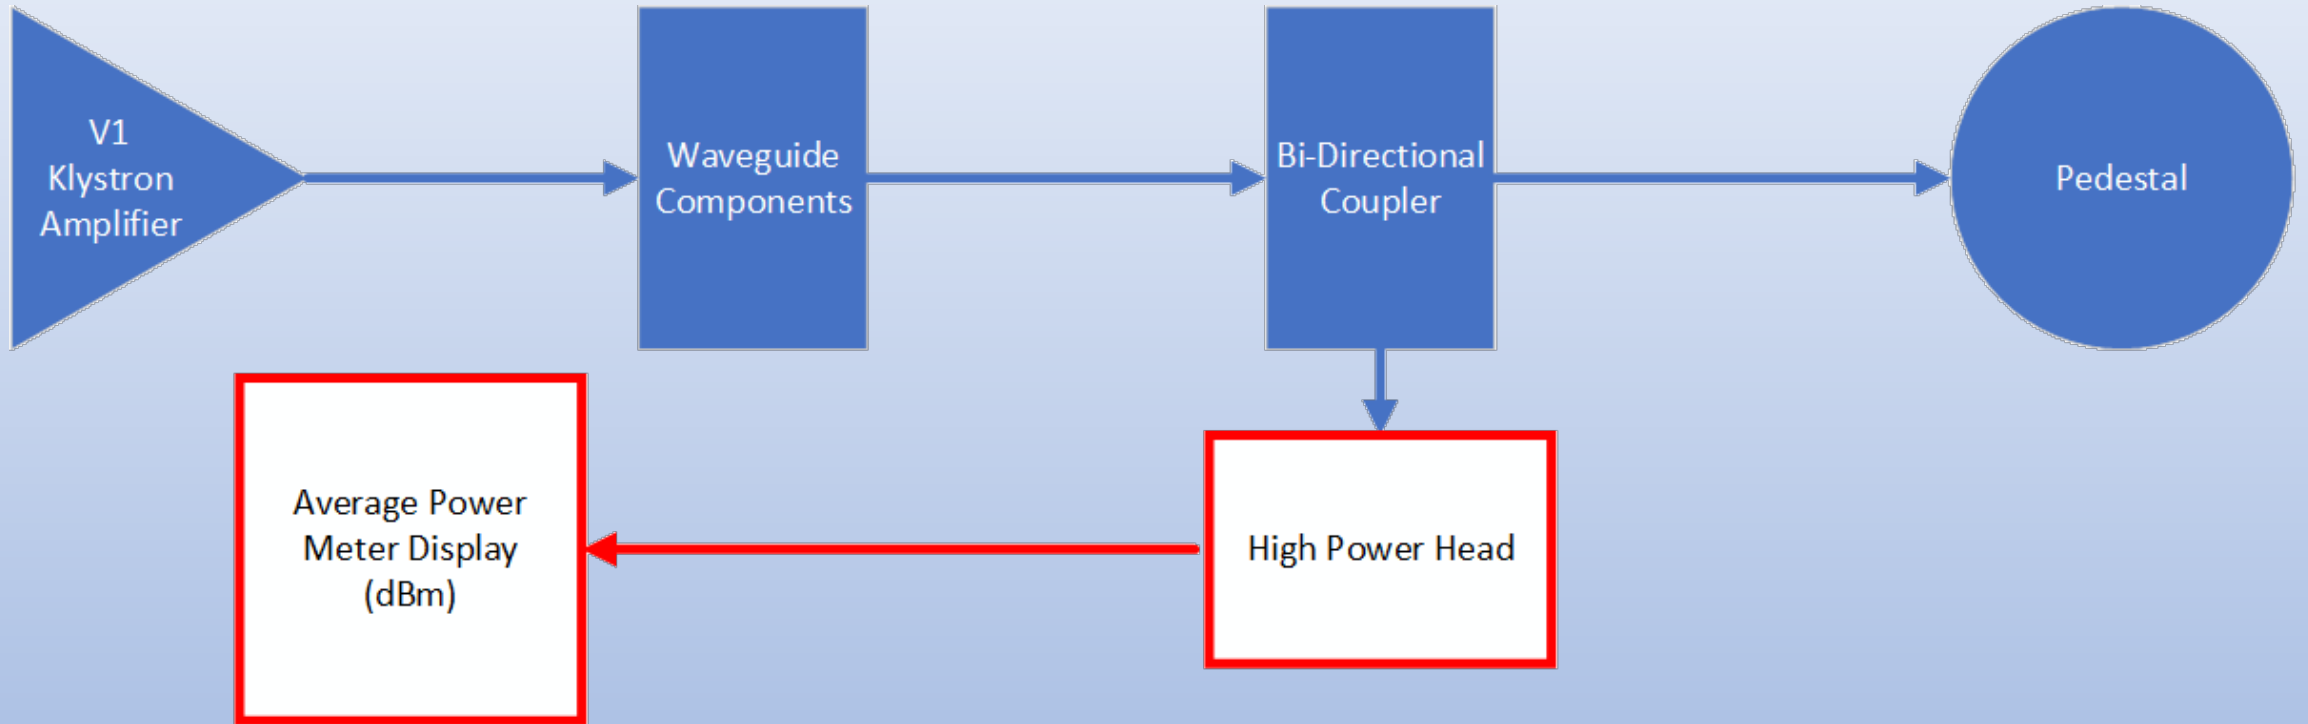 V1
Klystron
Amplifier
Waveguide
Components
Bi-Directional
Coupler
Pedestal
Average Power
Meter Display
(dBm)
High Power Head